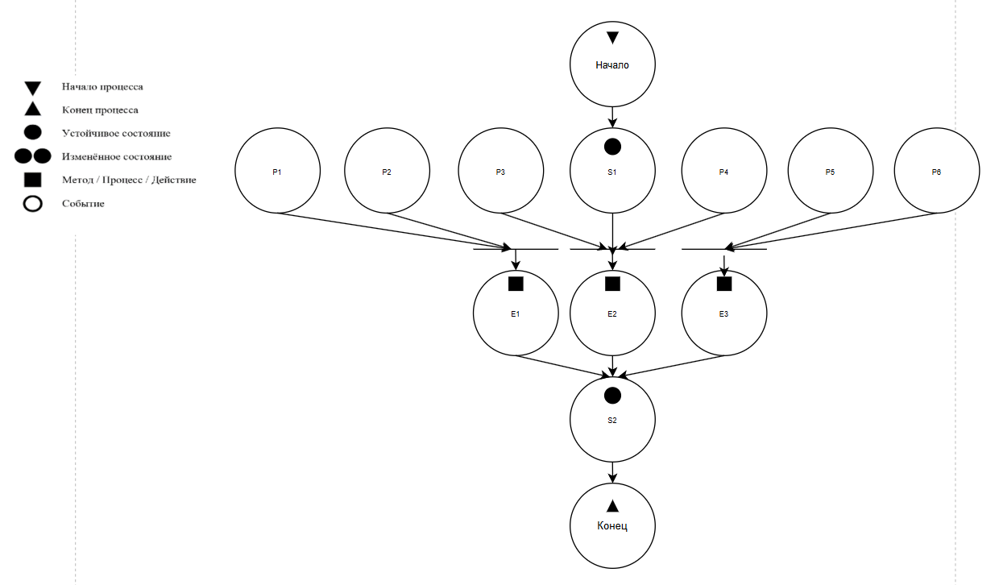 Начало
Начало процесса
Конец процесса
Устойчивое состояние
Изменённое состояние
Метод / Процесс / Действие
Событие
P1
P2
P3
S1
P4
P5
P6
E1
E2
E3
S2
Конец